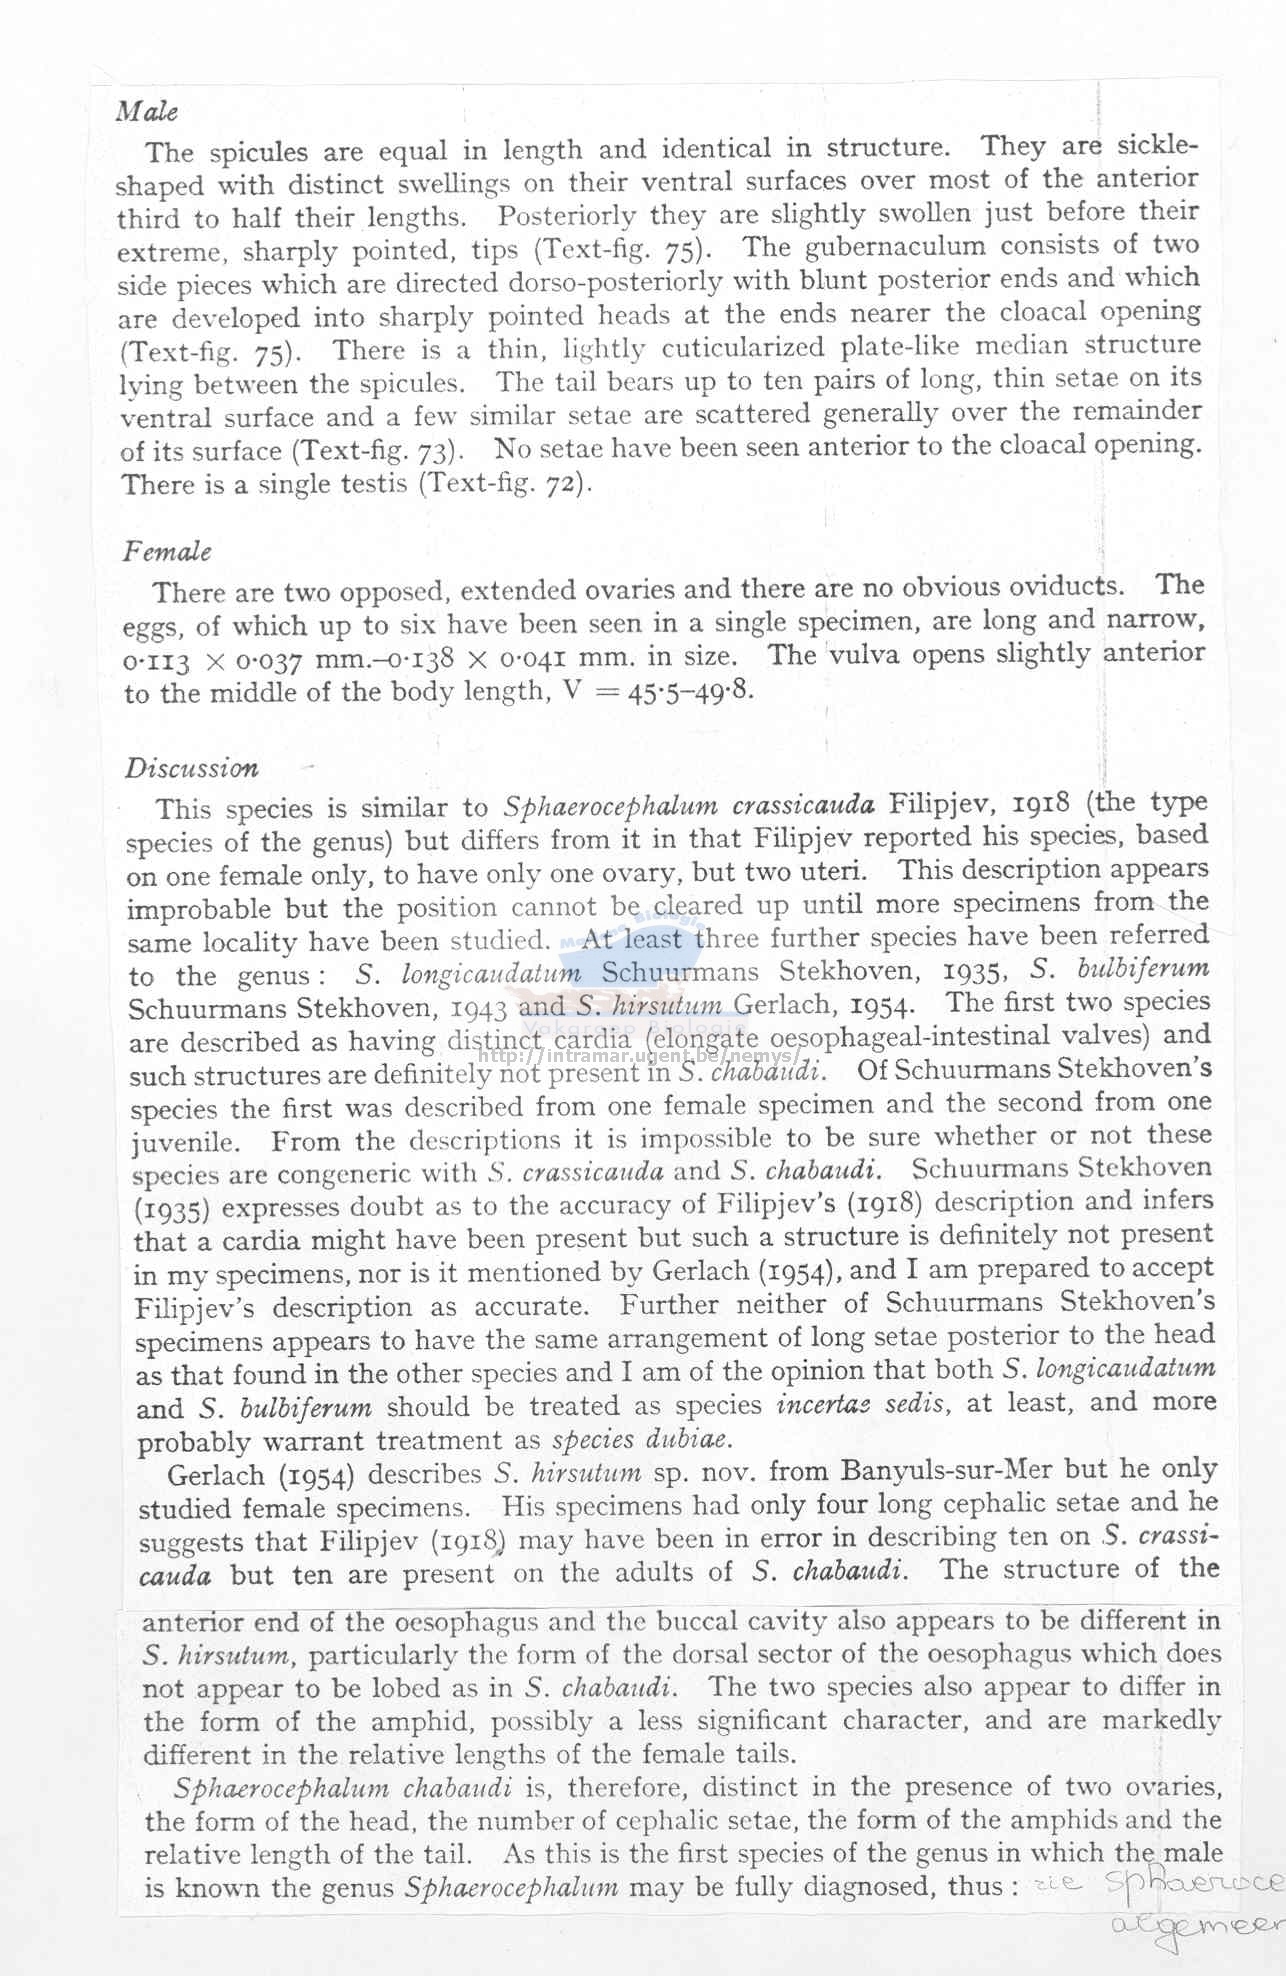 Male
The spicules are equal in length and identical in structure. They are sickle-
shaped with distinct swellings on their ventral surfaces over most of the anterior
third to half their lengths. Posteriorly they are slightly swollen just before their
extreme, sharply pointed, tips (Text-fig. 75). The gubernaculum consists of two
side pieces which are directed dorso-posteriorly with blunt posterior ends and which
are developed into sharply pointed heads at the ends nearer the cloacal opening
(Text-fig. 75). There is a thin, lightly cuticularized plate-like median structure
lying between the spicules. The tail bears up to ten pairs of long, thin setae on its
ventral surface and a few similar setae are scattered generally over the remainder
of its surface (Text-fig. 73). No setae have been seen anterior to the cloacal opening.
There is a single testis (Text-fig. 72).
Female
There are two opposed, extended ovaries and there are no obvious oviducts. The
eggs, of which up to six have been seen in a single specimen, are long and narrow,
0·113 × 0·037 mm.–0·138 × 0·041 mm. in size. The vulva opens slightly anterior
to the middle of the body length, V = 45·5–49·8.
Discussion
This species is similar to Sphaerocephalum crassicauda Filipjev, 1918 (the type
species of the genus) but differs from it in that Filipjev reported his species, based
on one female only, to have only one ovary, but two uteri. This description appears
improbable but the position cannot be cleared up until more specimens from the
same locality have been studied. At least three further species have been referred
to the genus : S. longicaudatum Schuurmans Stekhoven, 1935, S. bulbiferum
Schuurmans Stekhoven, 1943 and S. hirsutum Gerlach, 1954. The first two species
are described as having distinct cardia (elongate oesophageal-intestinal valves) and
such structures are definitely not present in S. chabaudi. Of Schuurmans Stekhoven's
species the first was described from one female specimen and the second from one
juvenile. From the descriptions it is impossible to be sure whether or not these
species are congeneric with S. crassicauda and S. chabaudi. Schuurmans Stekhoven
(1935) expresses doubt as to the accuracy of Filipjev's (1918) description and infers
that a cardia might have been present but such a structure is definitely not present
in my specimens, nor is it mentioned by Gerlach (1954), and I am prepared to accept
Filipjev's description as accurate. Further neither of Schuurmans Stekhoven's
specimens appears to have the same arrangement of long setae posterior to the head
as that found in the other species and I am of the opinion that both S. longicaudatum
and S. bulbiferum should be treated as species incertae sedis, at least, and more
probably warrant treatment as species dubiae.
Gerlach (1954) describes S. hirsutum sp. nov. from Banyuls-sur-Mer but he only
studied female specimens. His specimens had only four long cephalic setae and he
suggests that Filipjev (1918) may have been in error in describing ten on S. crassi-
cauda but ten are present on the adults of S. chabaudi. The structure of the
anterior end of the oesophagus and the buccal cavity also appears to be different in
S. hirsutum, particularly the form of the dorsal sector of the oesophagus which does
not appear to be lobed as in S. chabaudi. The two species also appear to differ in
the form of the amphid, possibly a less significant character, and are markedly
different in the relative lengths of the female tails.
Sphaerocephalum chabaudi is, therefore, distinct in the presence of two ovaries,
the form of the head, the number of cephalic setae, the form of the amphids and the
relative length of the tail. As this is the first species of the genus in which the male
is known the genus Sphaerocephalum may be fully diagnosed, thus : zie sphaeroce
algemeen
Marine Biologie
Vakgroep Biologie
http://intramar.ugent.be/nemys/